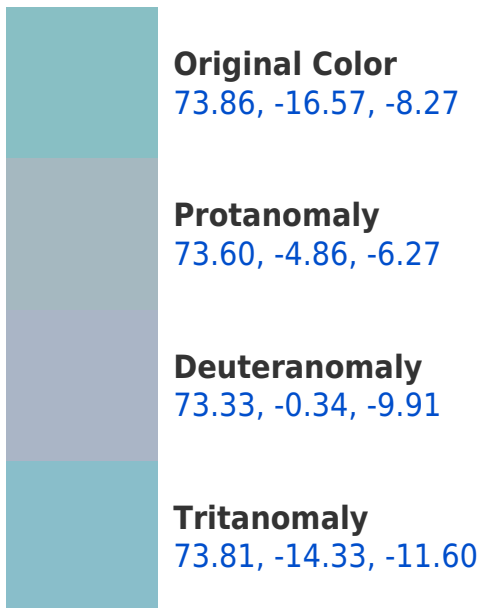 Original Color
73.86, -16.57, -8.27
Protanomaly
73.60, -4.86, -6.27
Deuteranomaly
73.33, -0.34, -9.91
Tritanomaly
73.81, -14.33, -11.60